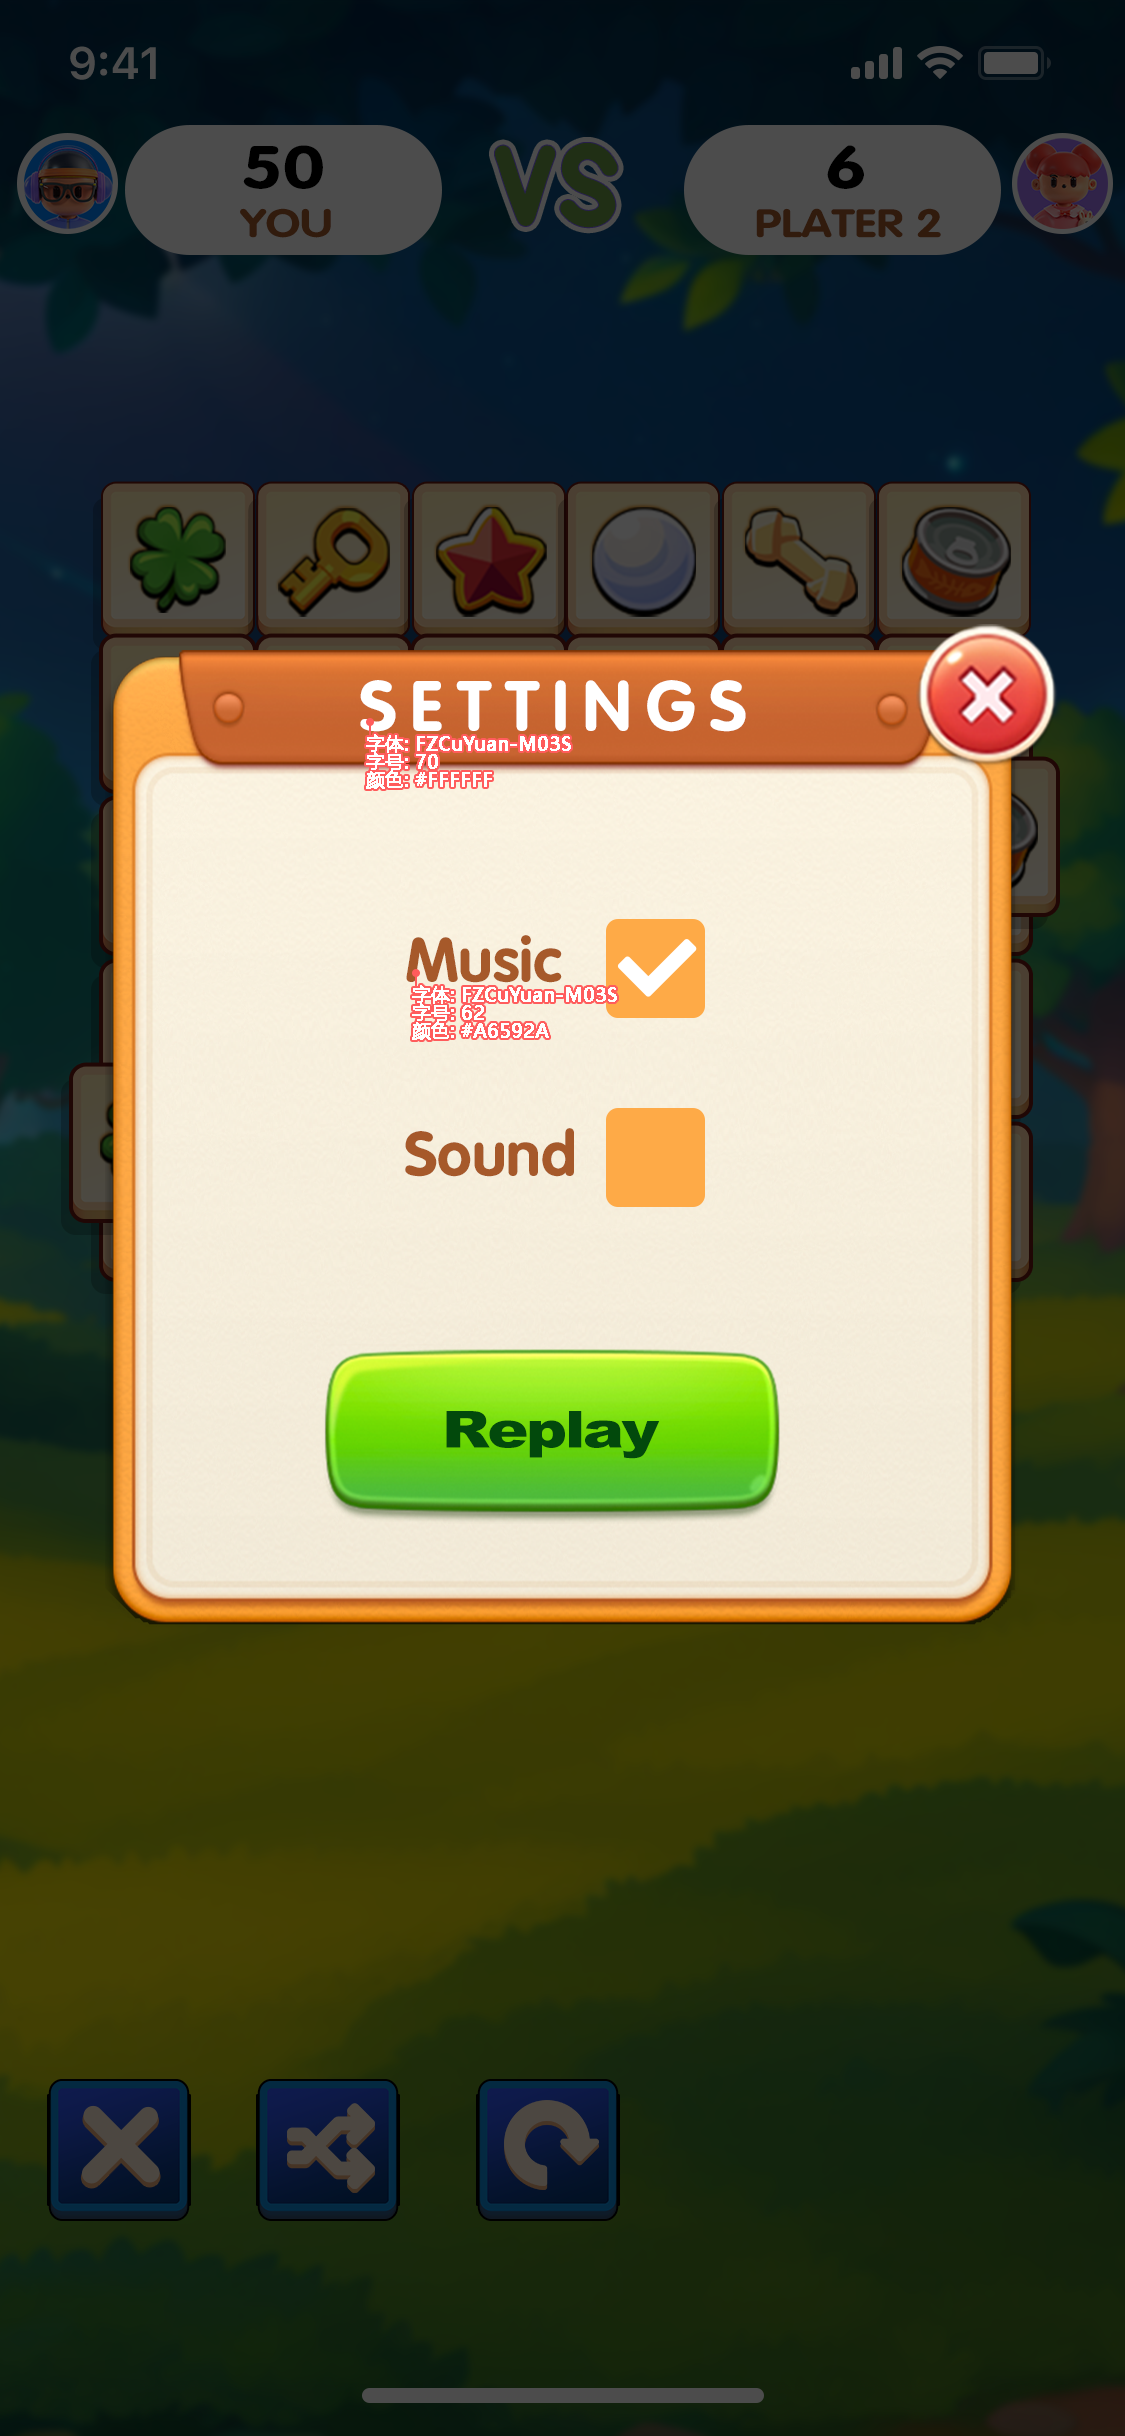 9:41
50
YOU
VS
6
PLATER 2
SETTINGS
字体: FZCuYuan-M03S
字号: 70
颜色: #FFFFFF
Music
字体: FZCuYuan-M03S
字号: 62
颜色: #A6592A
Sound
Replay